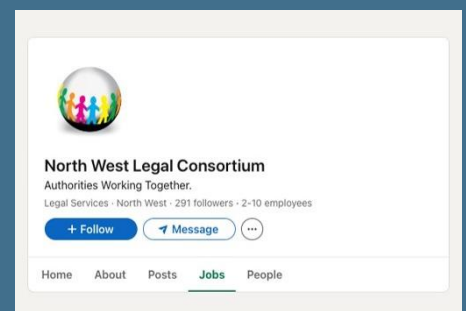 North West Legal Consortium
Authorities Working Together.
Legal Services · North West · 291 followers · 2-10 employees
+ Follow Message
Home About Posts Jobs People